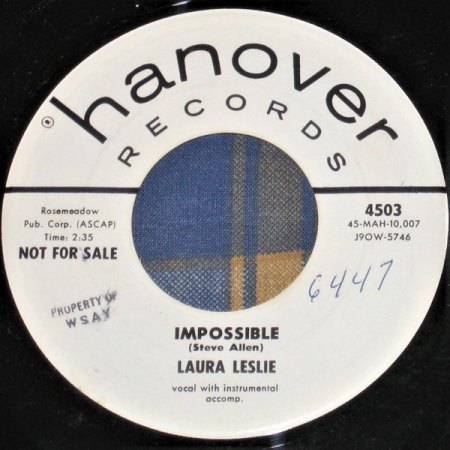 hanover
RECORDS
®
Rosemeadow
Pub. Corp. (ASCAP)
Time: 2:35
NOT FOR SALE
4503
45-MAH-10,007
J9OW-5746
PROPERTY OF
WSAY
6447
IMPOSSIBLE
(Steve Allen)
LAURA LESLIE
vocal with instrumental
accomp.